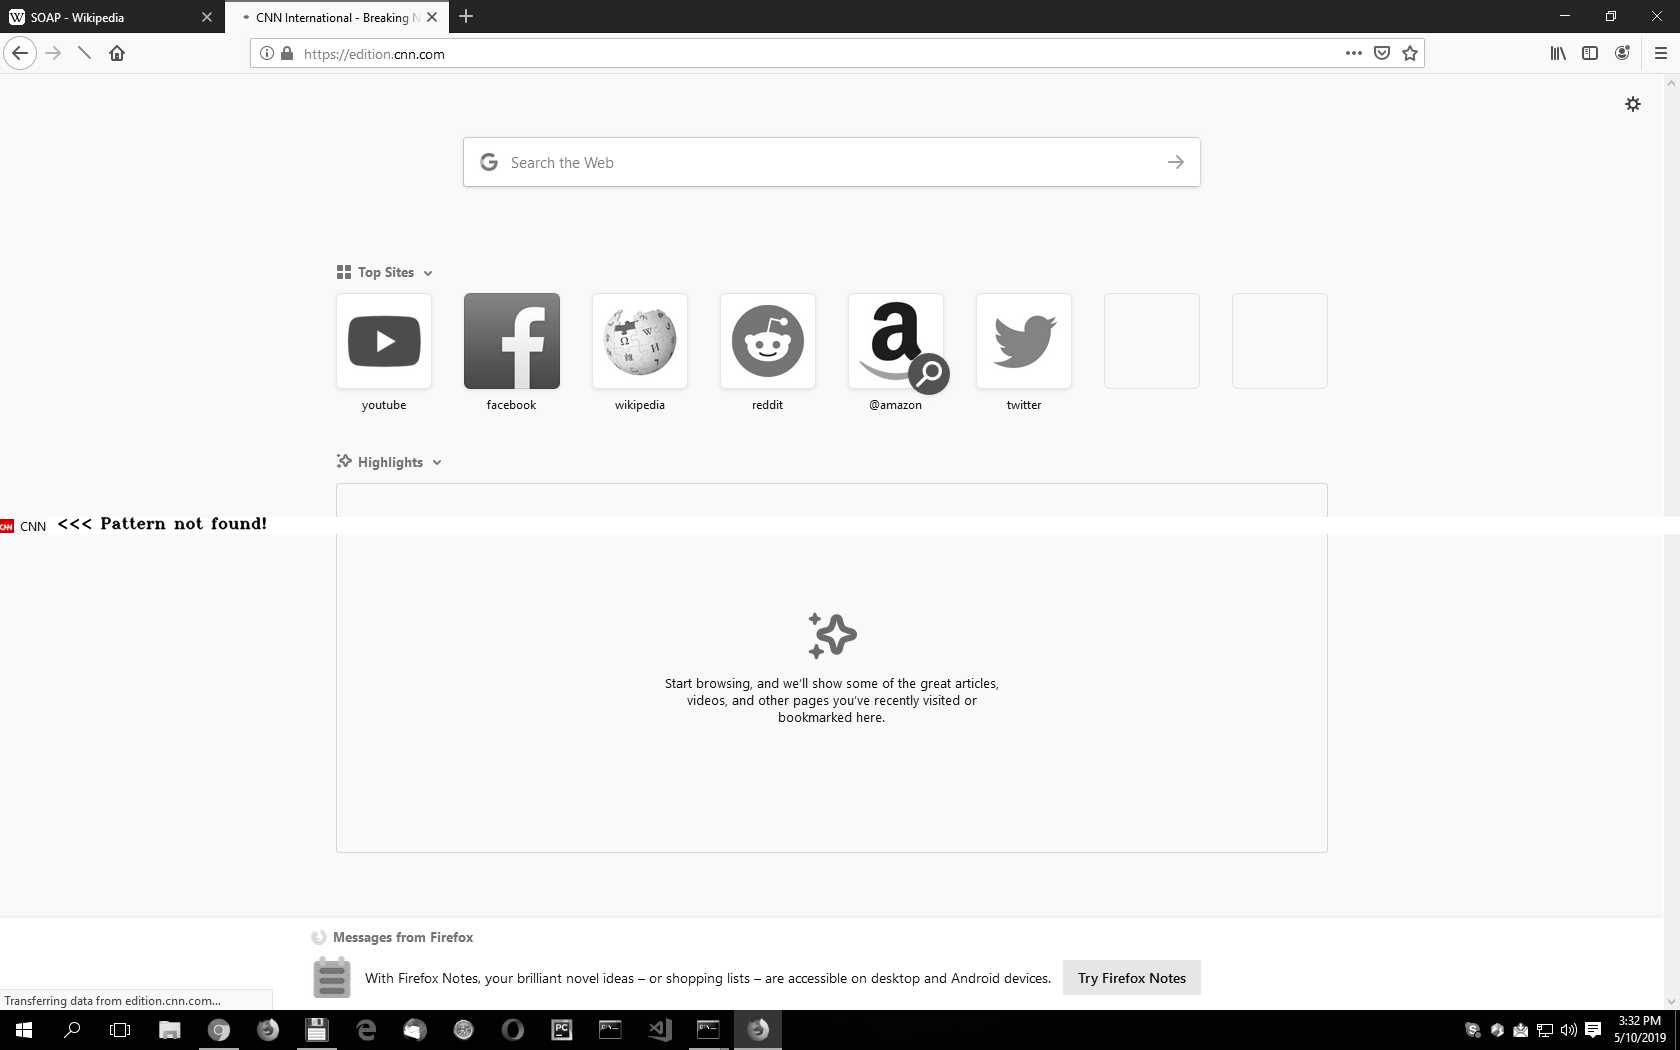 SOAP - Wikipedia
CNN International - Breaking N
https://edition.cnn.com
Search the Web
Top Sites
youtube
facebook
wikipedia
reddit
@amazon
twitter
Highlights
CNN <<< Pattern not found!
Start browsing, and we'll show some of the great articles,
videos, and other pages you've recently visited or
bookmarked here.
Messages from Firefox
With Firefox Notes, your brilliant novel ideas – or shopping lists – are accessible on desktop and Android devices.
Try Firefox Notes
Transferring data from edition.cnn.com...
3:32 PM
5/10/2019